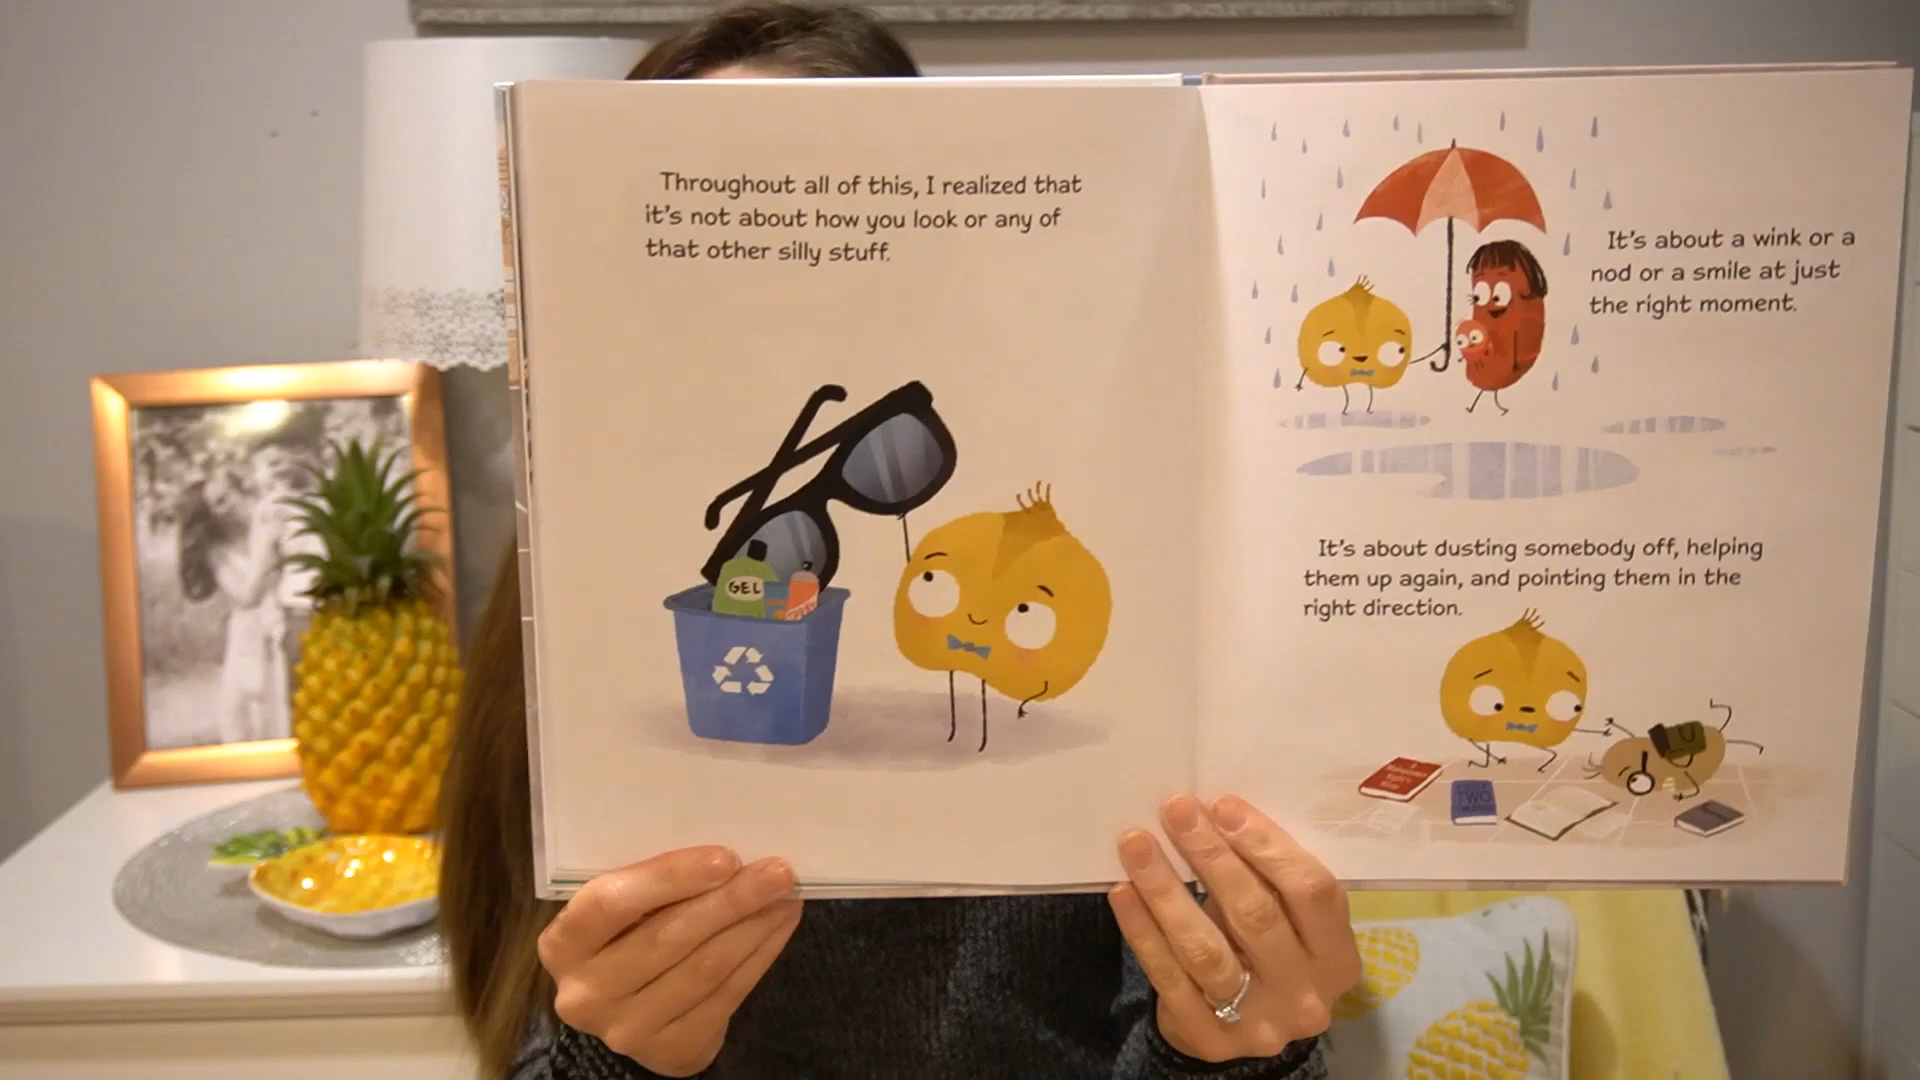 Throughout all of this, I realized that
it's not about how you look or any of
that other silly stuff.
GEL
It's about a wink or a
nod or a smile at just
the right moment.
It's about dusting somebody off, helping
them up again, and pointing them in the
right direction.
TWO